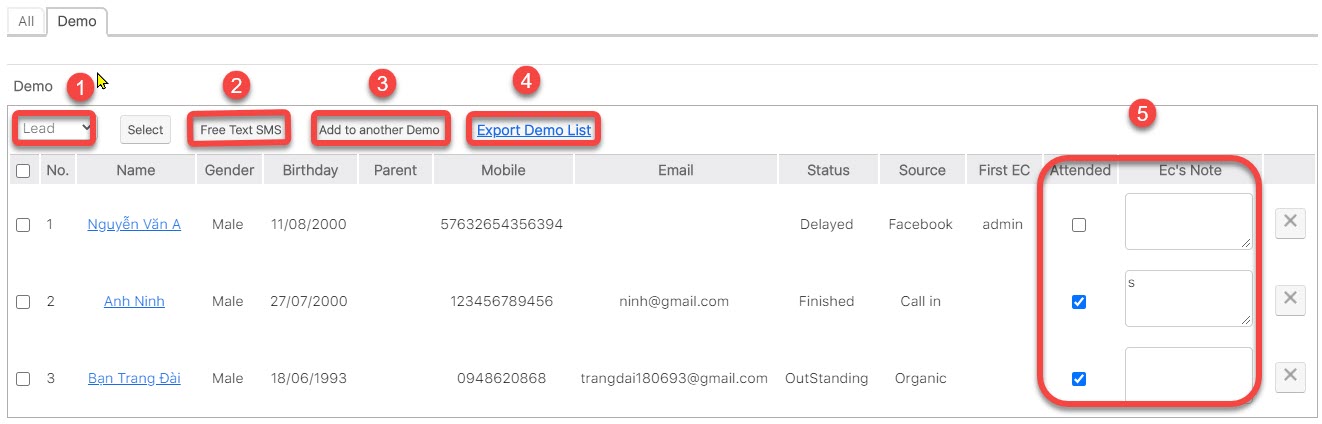 All Demo
Demo
1 2 3 4 5
Lead Select Free Text SMS Add to another Demo Export Demo List
No. Name Gender Birthday Parent Mobile Email Status Source First EC Attended Ec's Note
1 Nguyễn Văn A Male 11/08/2000 57632654356394 Delayed Facebook admin
2 Anh Ninh Male 27/07/2000 123456789456 ninh@gmail.com Finished Call in s
3 Bạn Trang Đài Male 18/06/1993 0948620868 trangdai180693@gmail.com OutStanding Organic